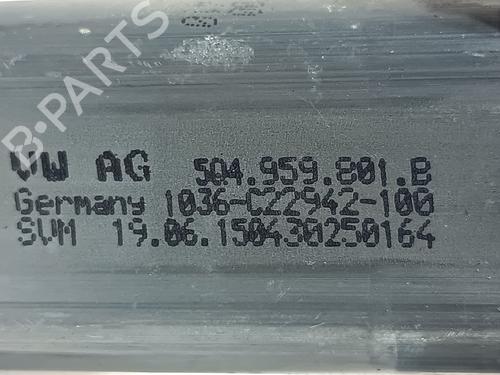 B-PARTS
VW AG 5Q4.959.801.B
Germany 1036-C22942-100
SVM 19.06.150430250164